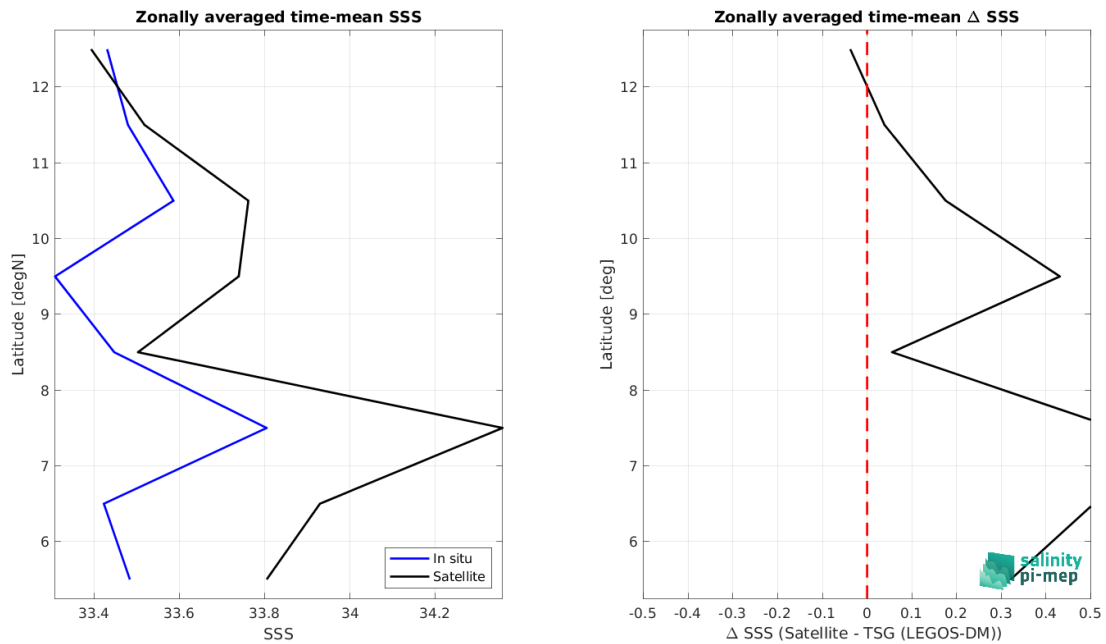 Zonally averaged time-mean SSS
12
11
10
9
8
7
6
Latitude [degN]
33.4 33.6 33.8 34 34.2
SSS
In situ
Satellite
Zonally averaged time-mean Δ SSS
12
11
10
9
8
7
6
Latitude [deg]
-0.5 -0.4 -0.3 -0.2 -0.1 0 0.1 0.2 0.3 0.4 0.5
Δ SSS (Satellite - TSG (LEGOS-DM))
salinity
pi-mep